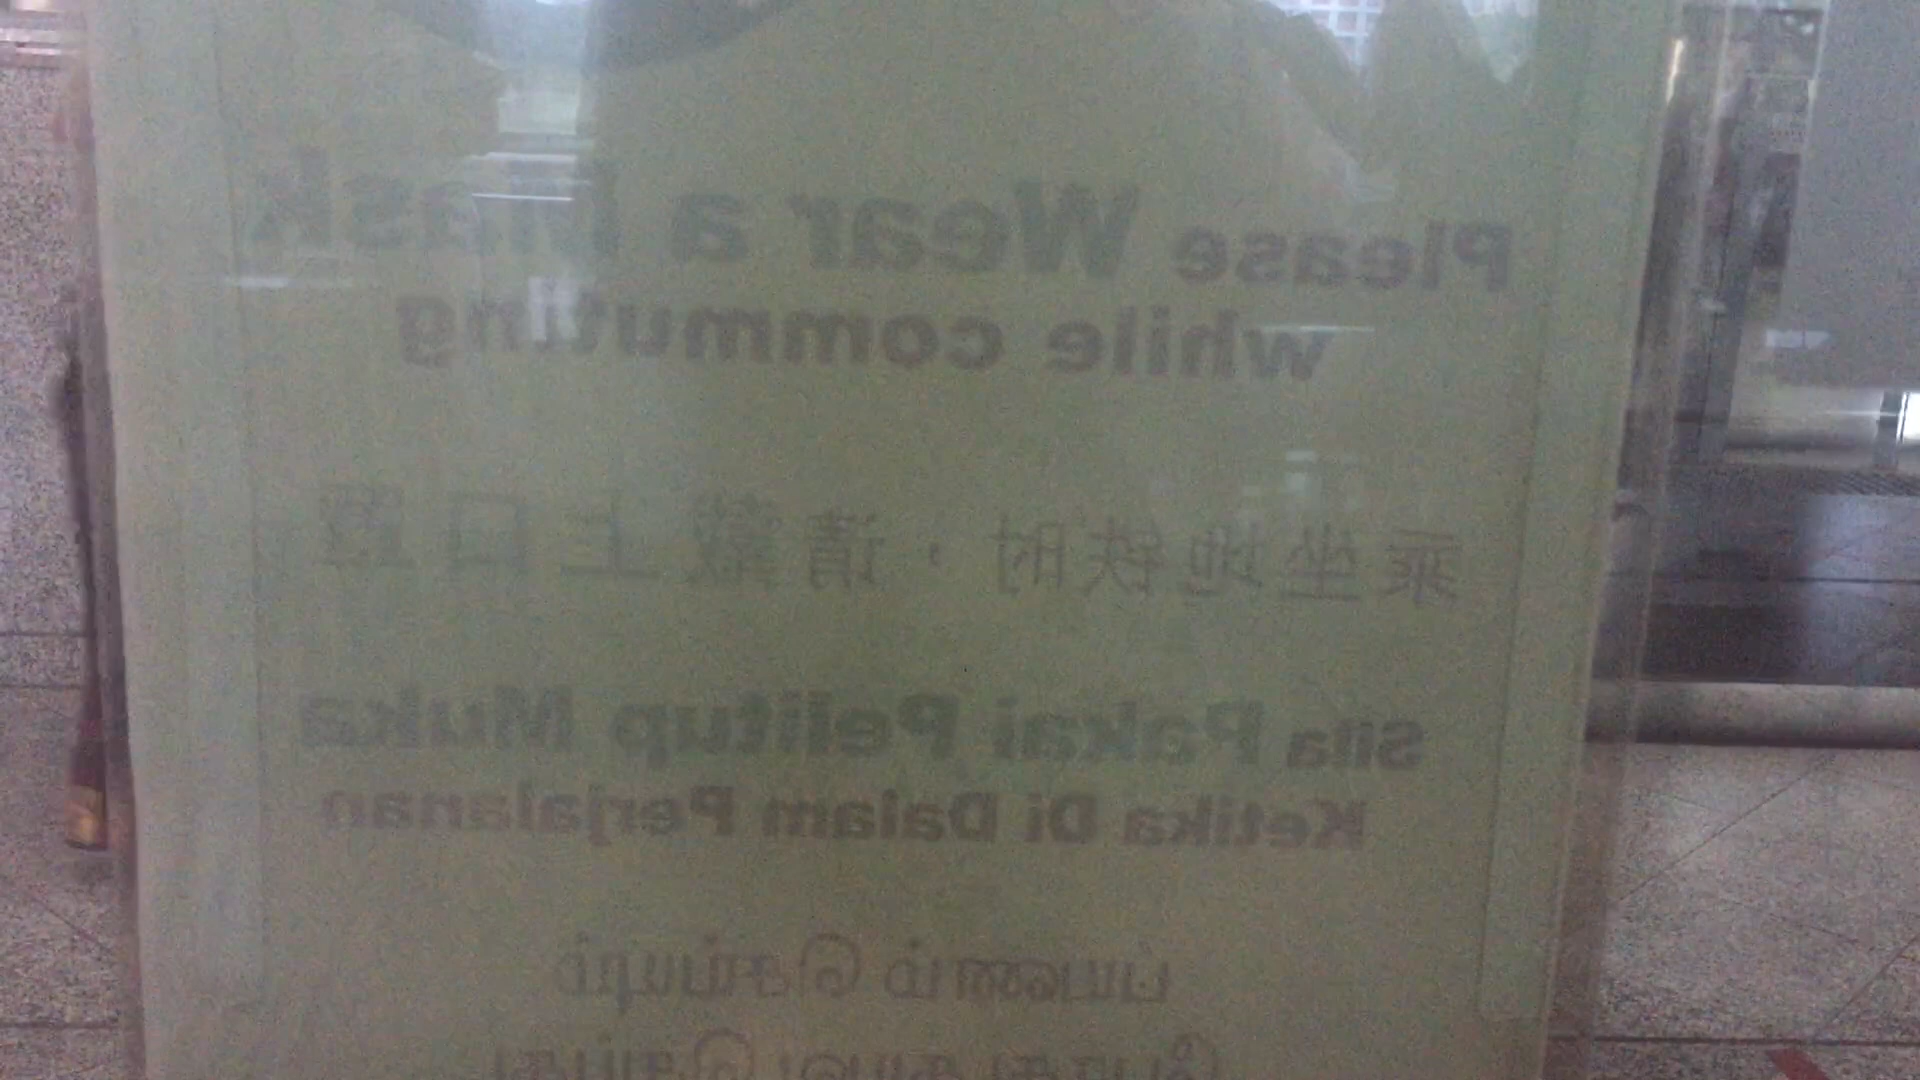 Please Wear a Mask
while commuting
乘坐地铁时，请戴上口罩
Sila Pakai Pelitup Muka
Ketika Di Dalam Perjalanan
பயணம் செய்யும்